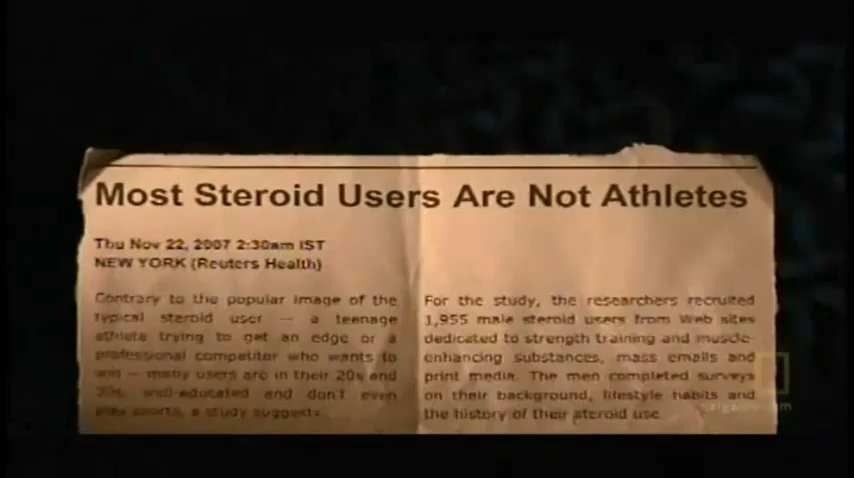 Most Steroid Users Are Not Athletes
Thu Nov 22, 2007 2:30am IST
NEW YORK (Reuters Health)
Contrary to the popular image of the
typical steroid user -- a teenage
athlete trying to get an edge or a
professional competitor who wants to
win -- many users are in their 20s and
30s, well-educated and don't even
play sports, a study suggests.
For the study, the researchers recruited
1,955 male steroid users from Web sites
dedicated to strength training and muscle-
enhancing substances, mass emails and
print media. The men completed surveys
on their background, lifestyle habits and
the history of their steroid use.